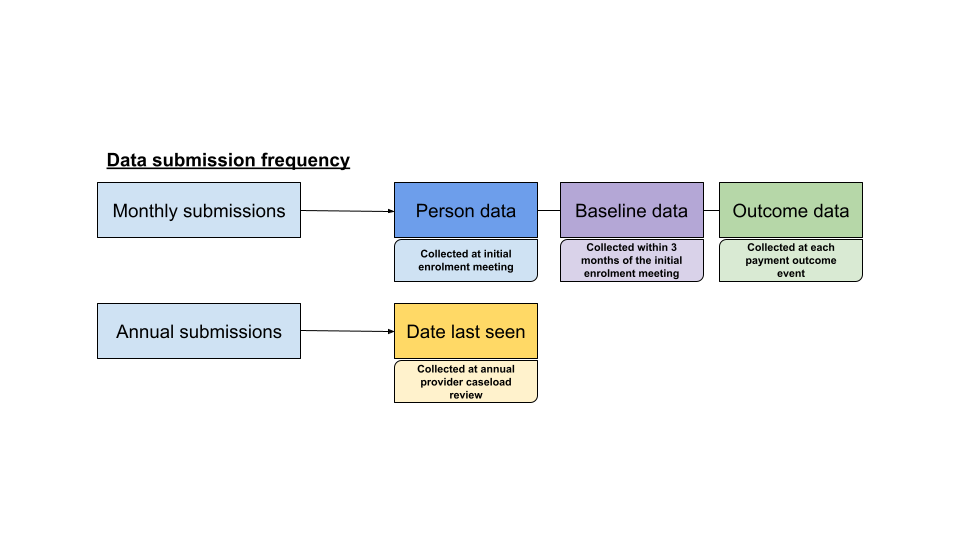 Data submission frequency
Monthly submissions
Person data
Baseline data
Outcome data
Collected at initial
enrolment meeting
Collected within 3
months of the initial
enrolment meeting
Collected at each
payment outcome
event
Annual submissions
Date last seen
Collected at annual
provider caseload
review